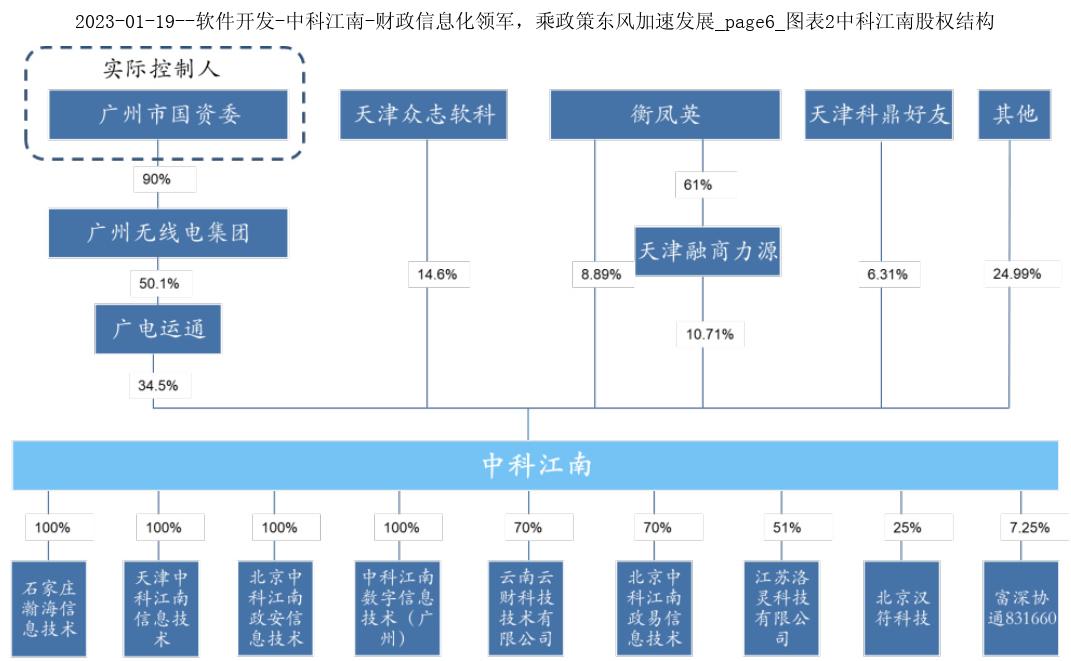 2023-01-19--软件开发-中科江南-财政信息化领军，乘政策东风加速发展_page6_图表2中科江南股权结构
实际控制人
广州市国资委
天津众志软科
衡凤英
天津科鼎好友
其他
90%
61%
广州无线电集团
天津融商力源
50.1%
14.6%
8.89%
6.31%
24.99%
广电运通
10.71%
34.5%
中科江南
100%
100%
100%
100%
70%
70%
51%
25%
7.25%
石家庄
瀚海信
息技术
天津中
科江南
信息技
术
北京中
科江南
政安信
息技术
中科江南
数字信息
技术（广
州）
云南云
财科技
技术有
限公司
北京中
科江南
政易信
息技术
江苏洛
灵科技
有限公
司
北京汉
符科技
富深协
通831660